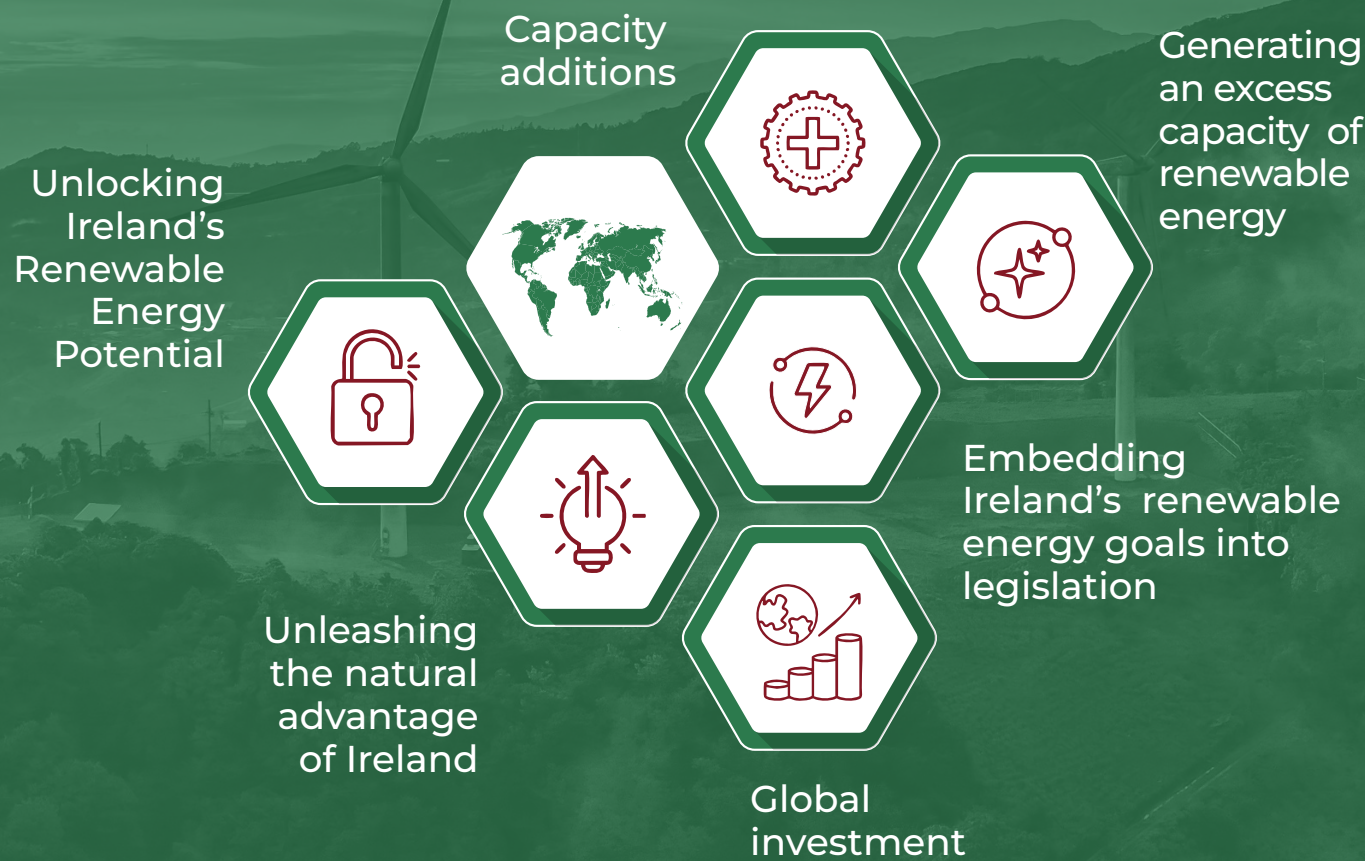 Capacity
additions
Generating
an excess
capacity of
renewable
energy
Unlocking
Ireland’s
Renewable
Energy
Potential
Embedding
Ireland’s renewable
energy goals into
legislation
Unleashing
the natural
advantage
of Ireland
Global
investment